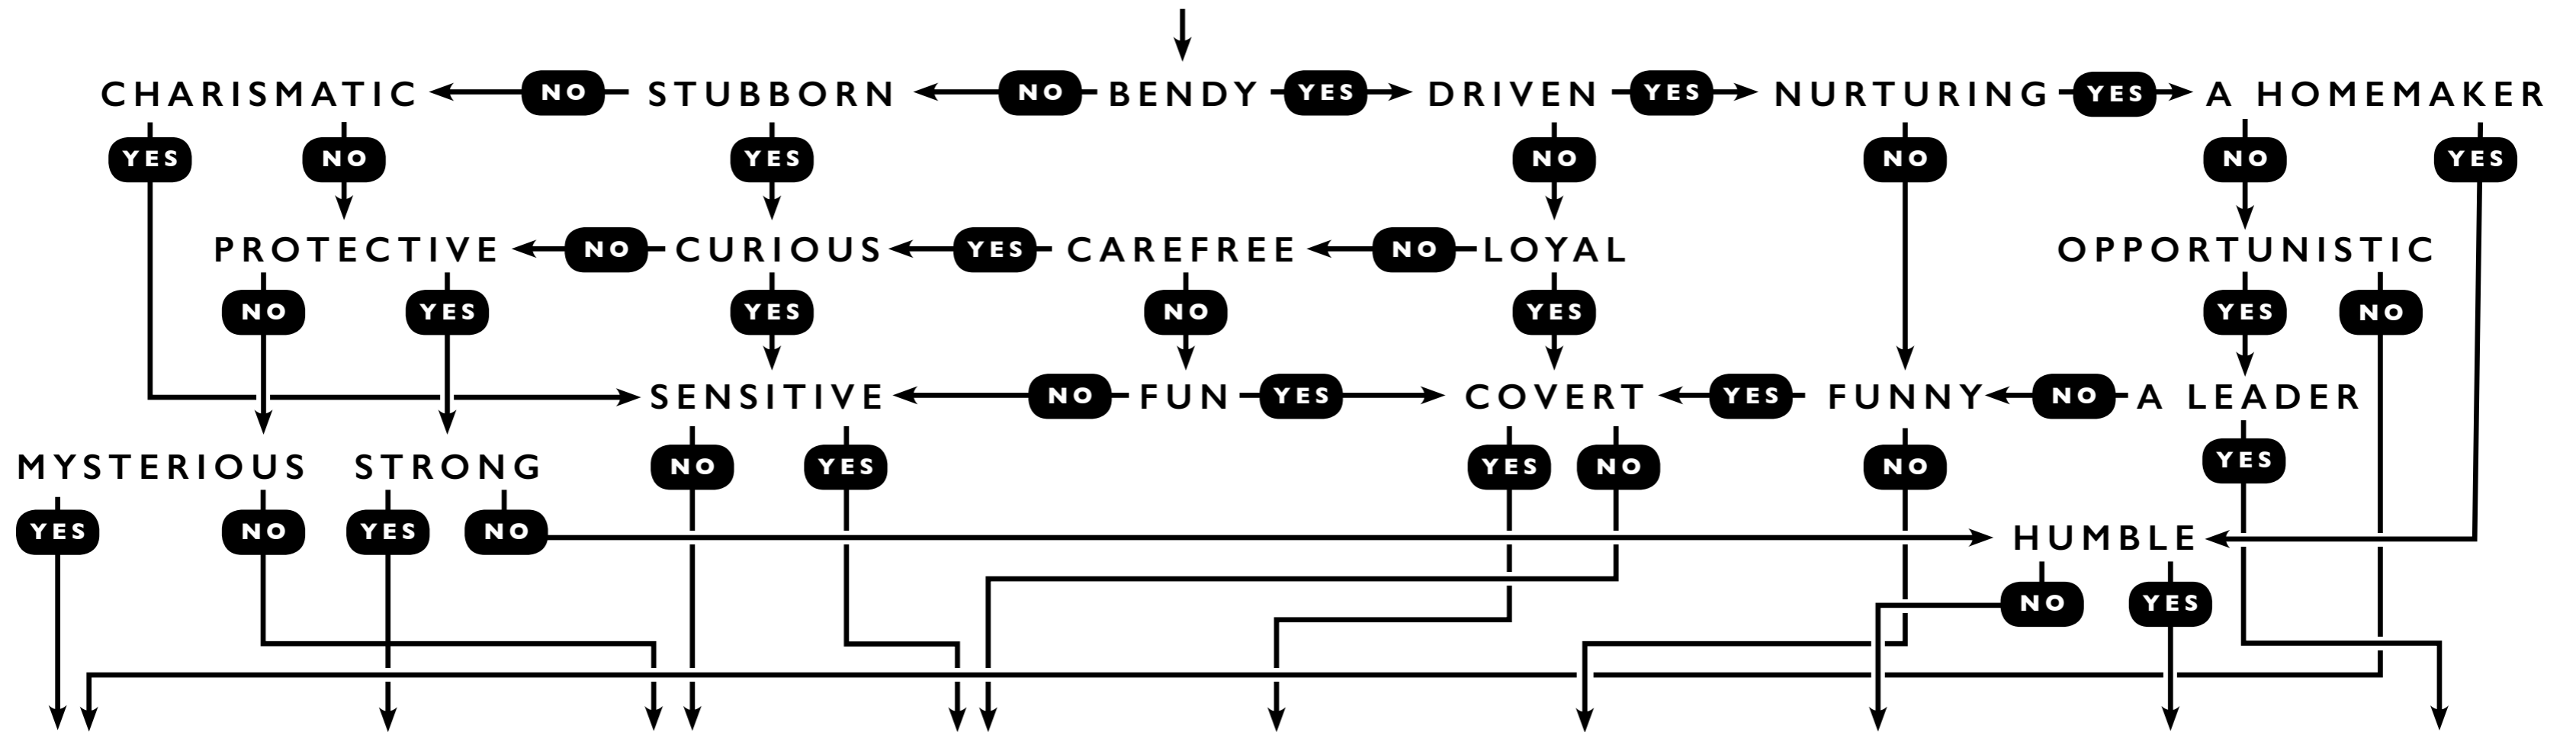 CHARISMATIC NO STUBBORN NO BENDY YES DRIVEN YES NURTURING YES A HOMEMAKER
YES NO YES NO NO NO YES
PROTECTIVE NO CURIOUS YES CAREFREE NO LOYAL OPPORTUNISTIC
NO YES YES NO YES YES NO
SENSITIVE NO FUN YES COVERT YES FUNNY NO A LEADER
MYSTERIOUS STRONG NO YES YES NO NO YES
YES NO YES NO HUMBLE
NO YES